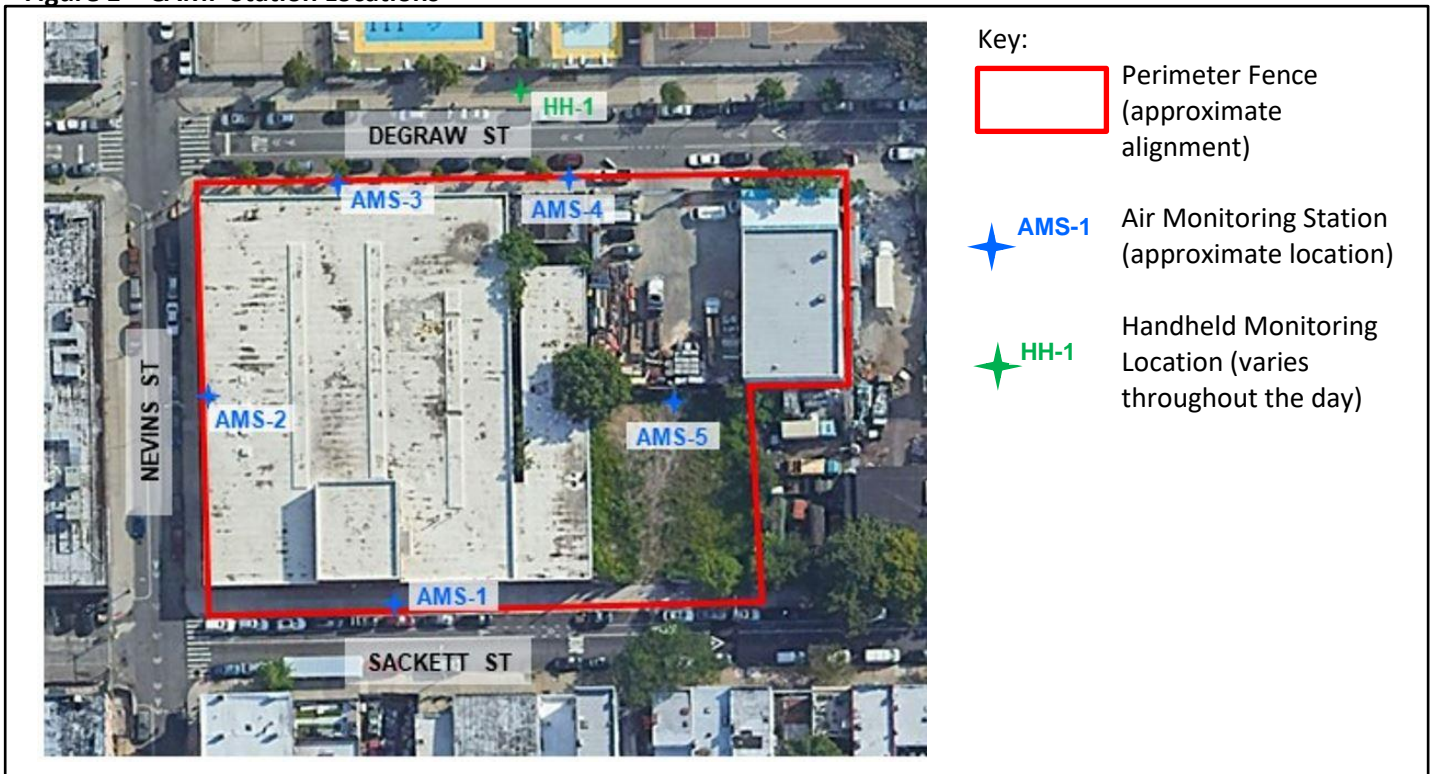 Key:
Perimeter Fence
(approximate
alignment)
AMS-1
Air Monitoring Station
(approximate location)
HH-1
Handheld Monitoring
Location (varies
throughout the day)
HH-1
DEGRAW ST
AMS-3
AMS-4
AMS-2
AMS-5
NEVINS ST
AMS-1
SACKETT ST